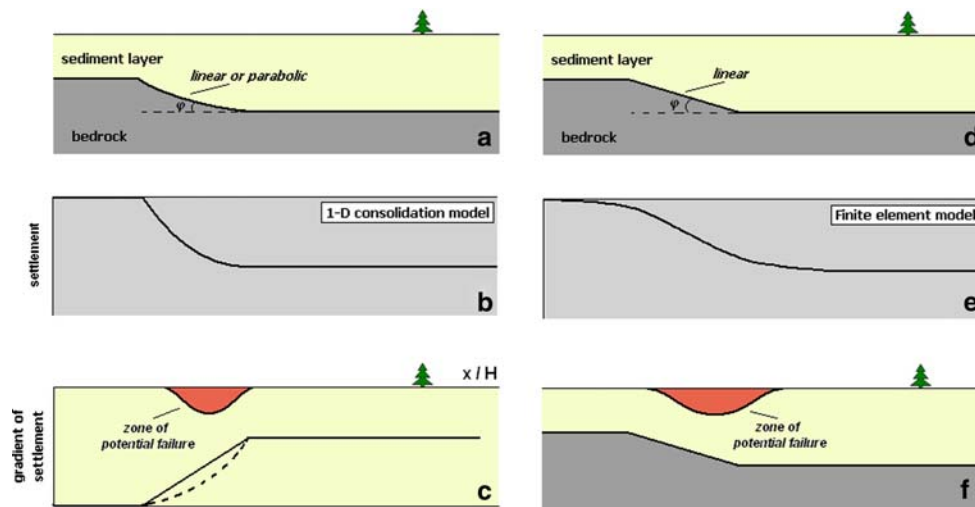 sediment layer
linear or parabolic
φ
bedrock
a
sediment layer
linear
φ
bedrock
d
settlement
1-D consolidation model
b
Finite element model
e
gradient of
settlement
x / H
zone of
potential failure
c
zone of
potential failure
f